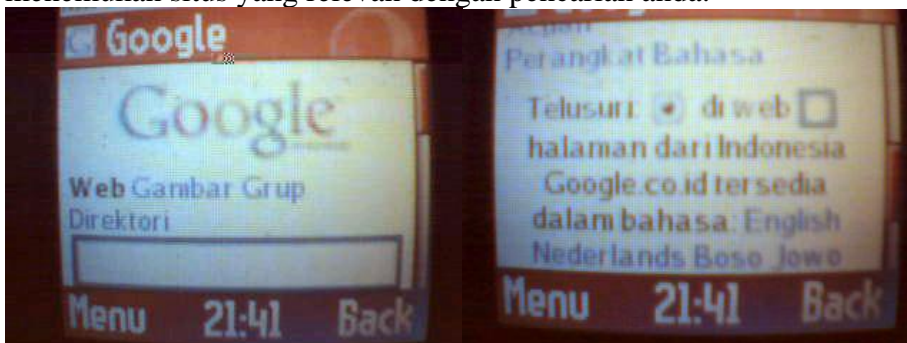 menemukan situs yang relevan dengan pencarian anda.
Google
Google
Web Gambar Grup
Direktori
Menu 21:41 Back
Perangkat Bahasa
Telusuri: di web
halaman dari Indonesia
Google.co.id tersedia
dalam bahasa: English
Nederlands Boso Jowo
Menu 21:41 Back